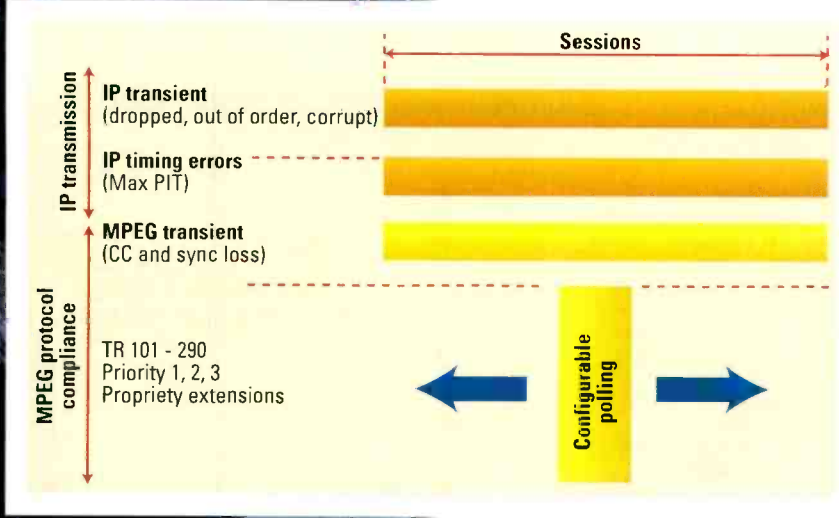 Sessions
IP transmission
IP transient
(dropped, out of order, corrupt)
IP timing errors
(Max PIT)
MPEG protocol
compliance
MPEG transient
(CC and sync loss)
TR 101 - 290
Priority 1, 2, 3
Propriety extensions
Configurable
polling